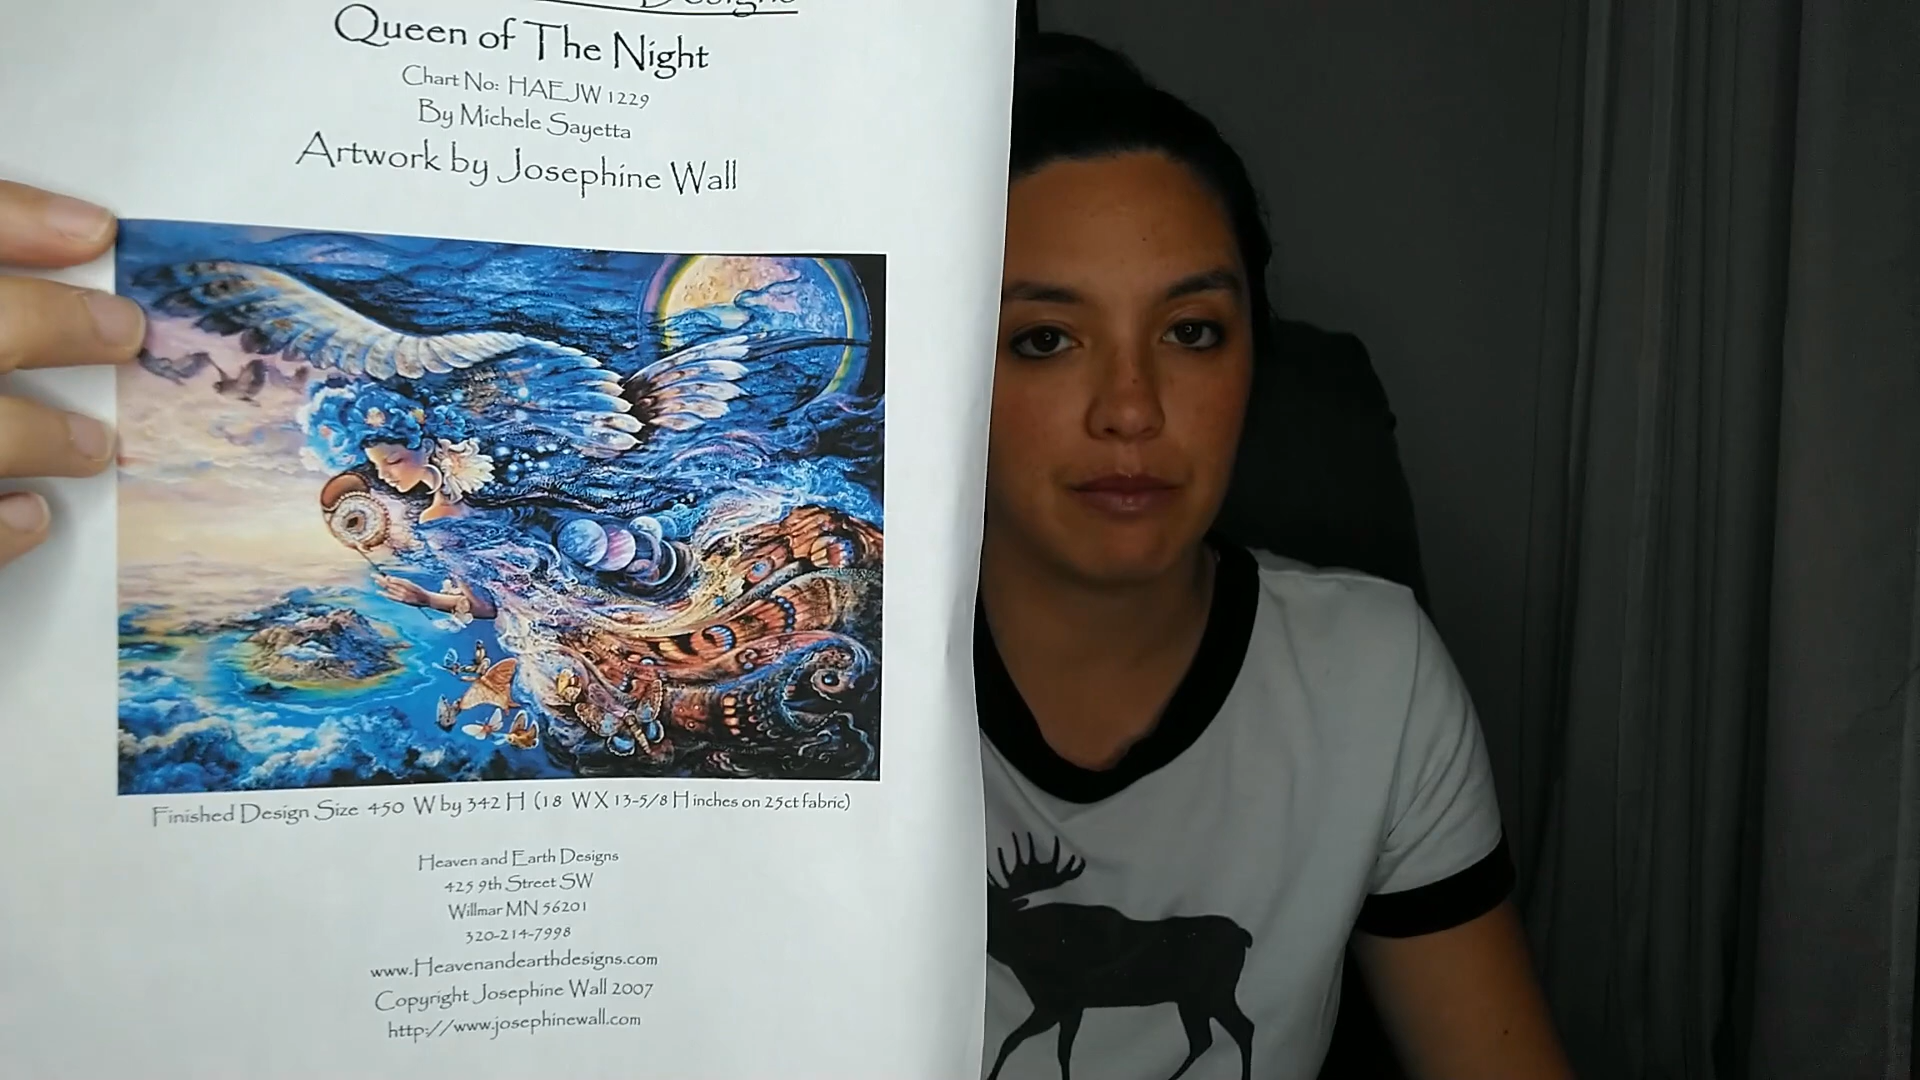 Designs
Queen of The Night
Chart No: HAEJW 1229
By Michele Sayetta
Artwork by Josephine Wall
Finished Design Size 450 W by 342 H (18 W X 13-5/8 H inches on 25ct fabric)
Heaven and Earth Designs
425 9th Street SW
Willmar MN 56201
320-214-7998
www.Heavenandearthdesigns.com
Copyright Josephine Wall 2007
http://www.josephinewall.com